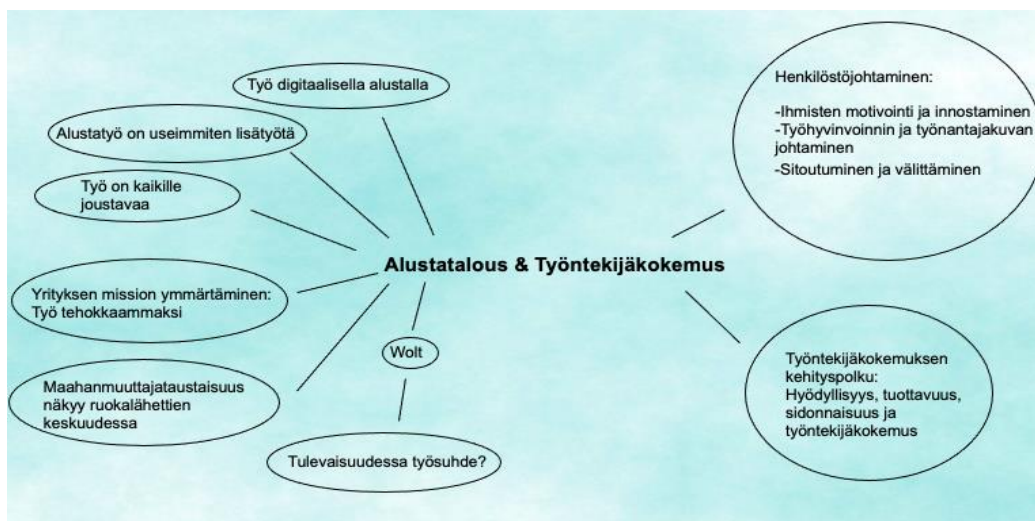 Työ digitaalisella alustalla
Alustatyö on useimmiten lisätyötä
Työ on kaikille
joustavaa
Yrityksen mission ymmärtäminen:
Työ tehokkaammaksi
Maahanmuuttajataustaisuus
näkyy ruokalähettien
keskuudessa
Wolt
Tulevaisuudessa työsuhde?
Alustatalous & Työntekijäkokemus
Henkilöstöjohtaminen:
-Ihmisten motivointi ja innostaminen
-Työhyvinvoinnin ja työnantajakuvan
johtaminen
-Sitoutuminen ja välittäminen
Työntekijäkokemuksen
kehityspolku:
Hyödyllisyys, tuottavuus,
sidonnaisuus ja
työntekijäkokemus